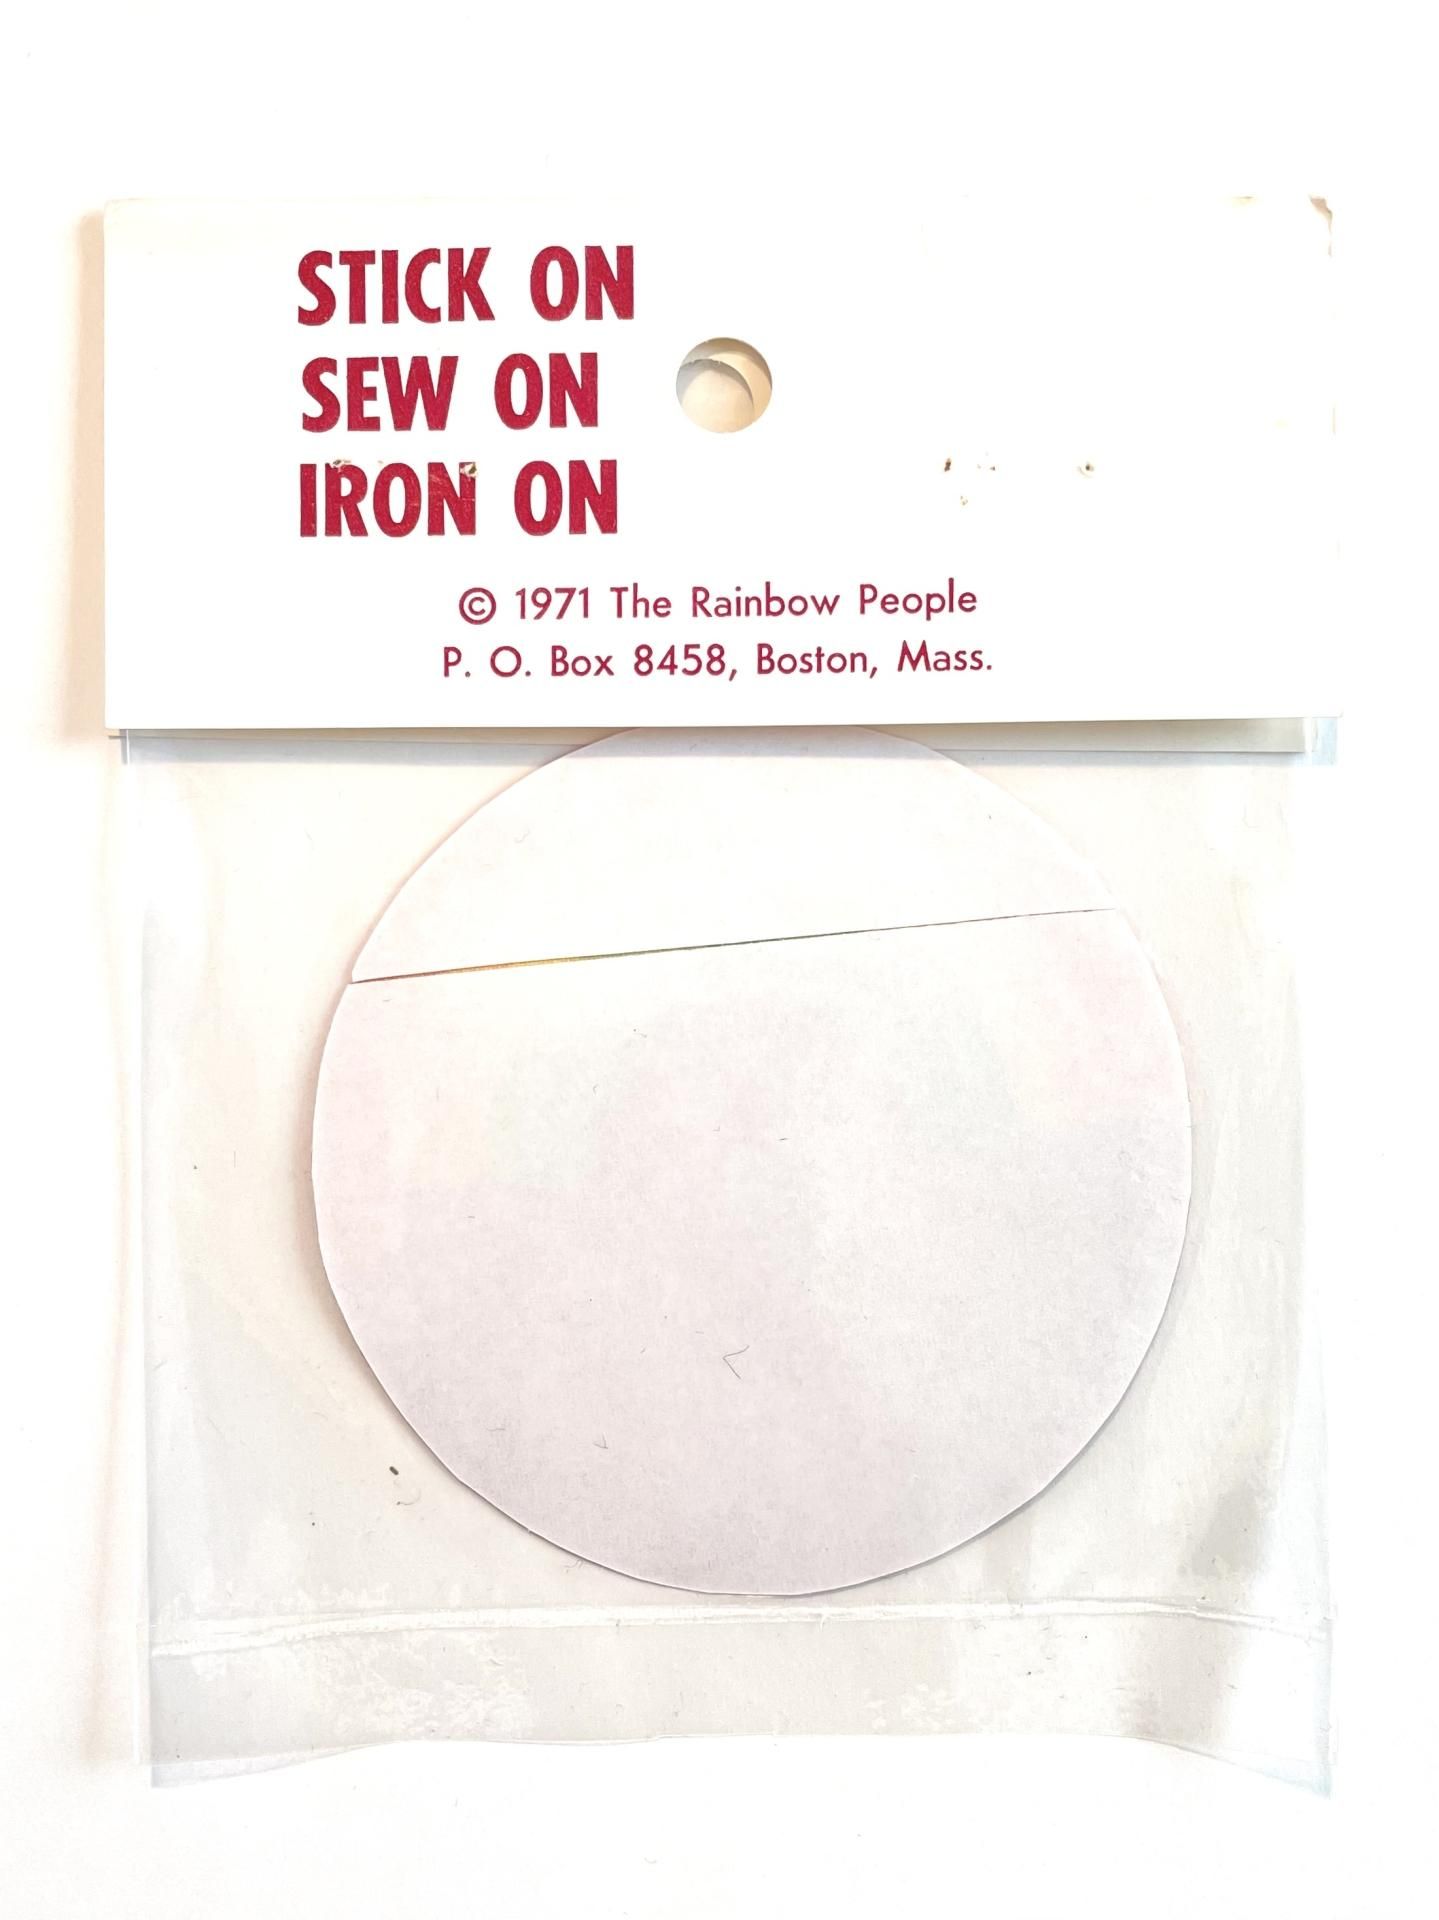 STICK ON
SEW ON
IRON ON
© 1971 The Rainbow People
P. O. Box 8458, Boston, Mass.